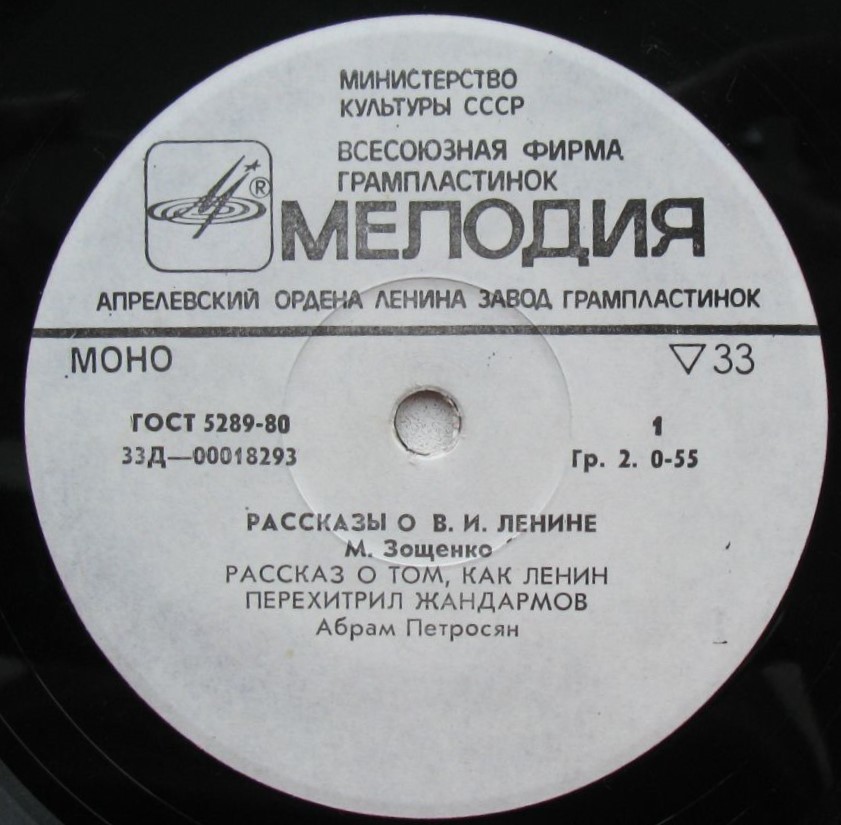 МИНИСТЕРСТВО
КУЛЬТУРЫ СССР
ВСЕСОЮЗНАЯ ФИРМА
ГРАМПЛАСТИНОК
®
МЕЛОДИЯ
АПРЕЛЕВСКИЙ ОРДЕНА ЛЕНИНА ЗАВОД ГРАМПЛАСТИНОК
МОНО ▽33
ГОСТ 5289-80 1
33Д—00018293 Гр. 2. 0-55
РАССКАЗЫ О В. И. ЛЕНИНЕ
М. Зощенко
РАССКАЗ О ТОМ, КАК ЛЕНИН
ПЕРЕХИТРИЛ ЖАНДАРМОВ
Абрам Петросян